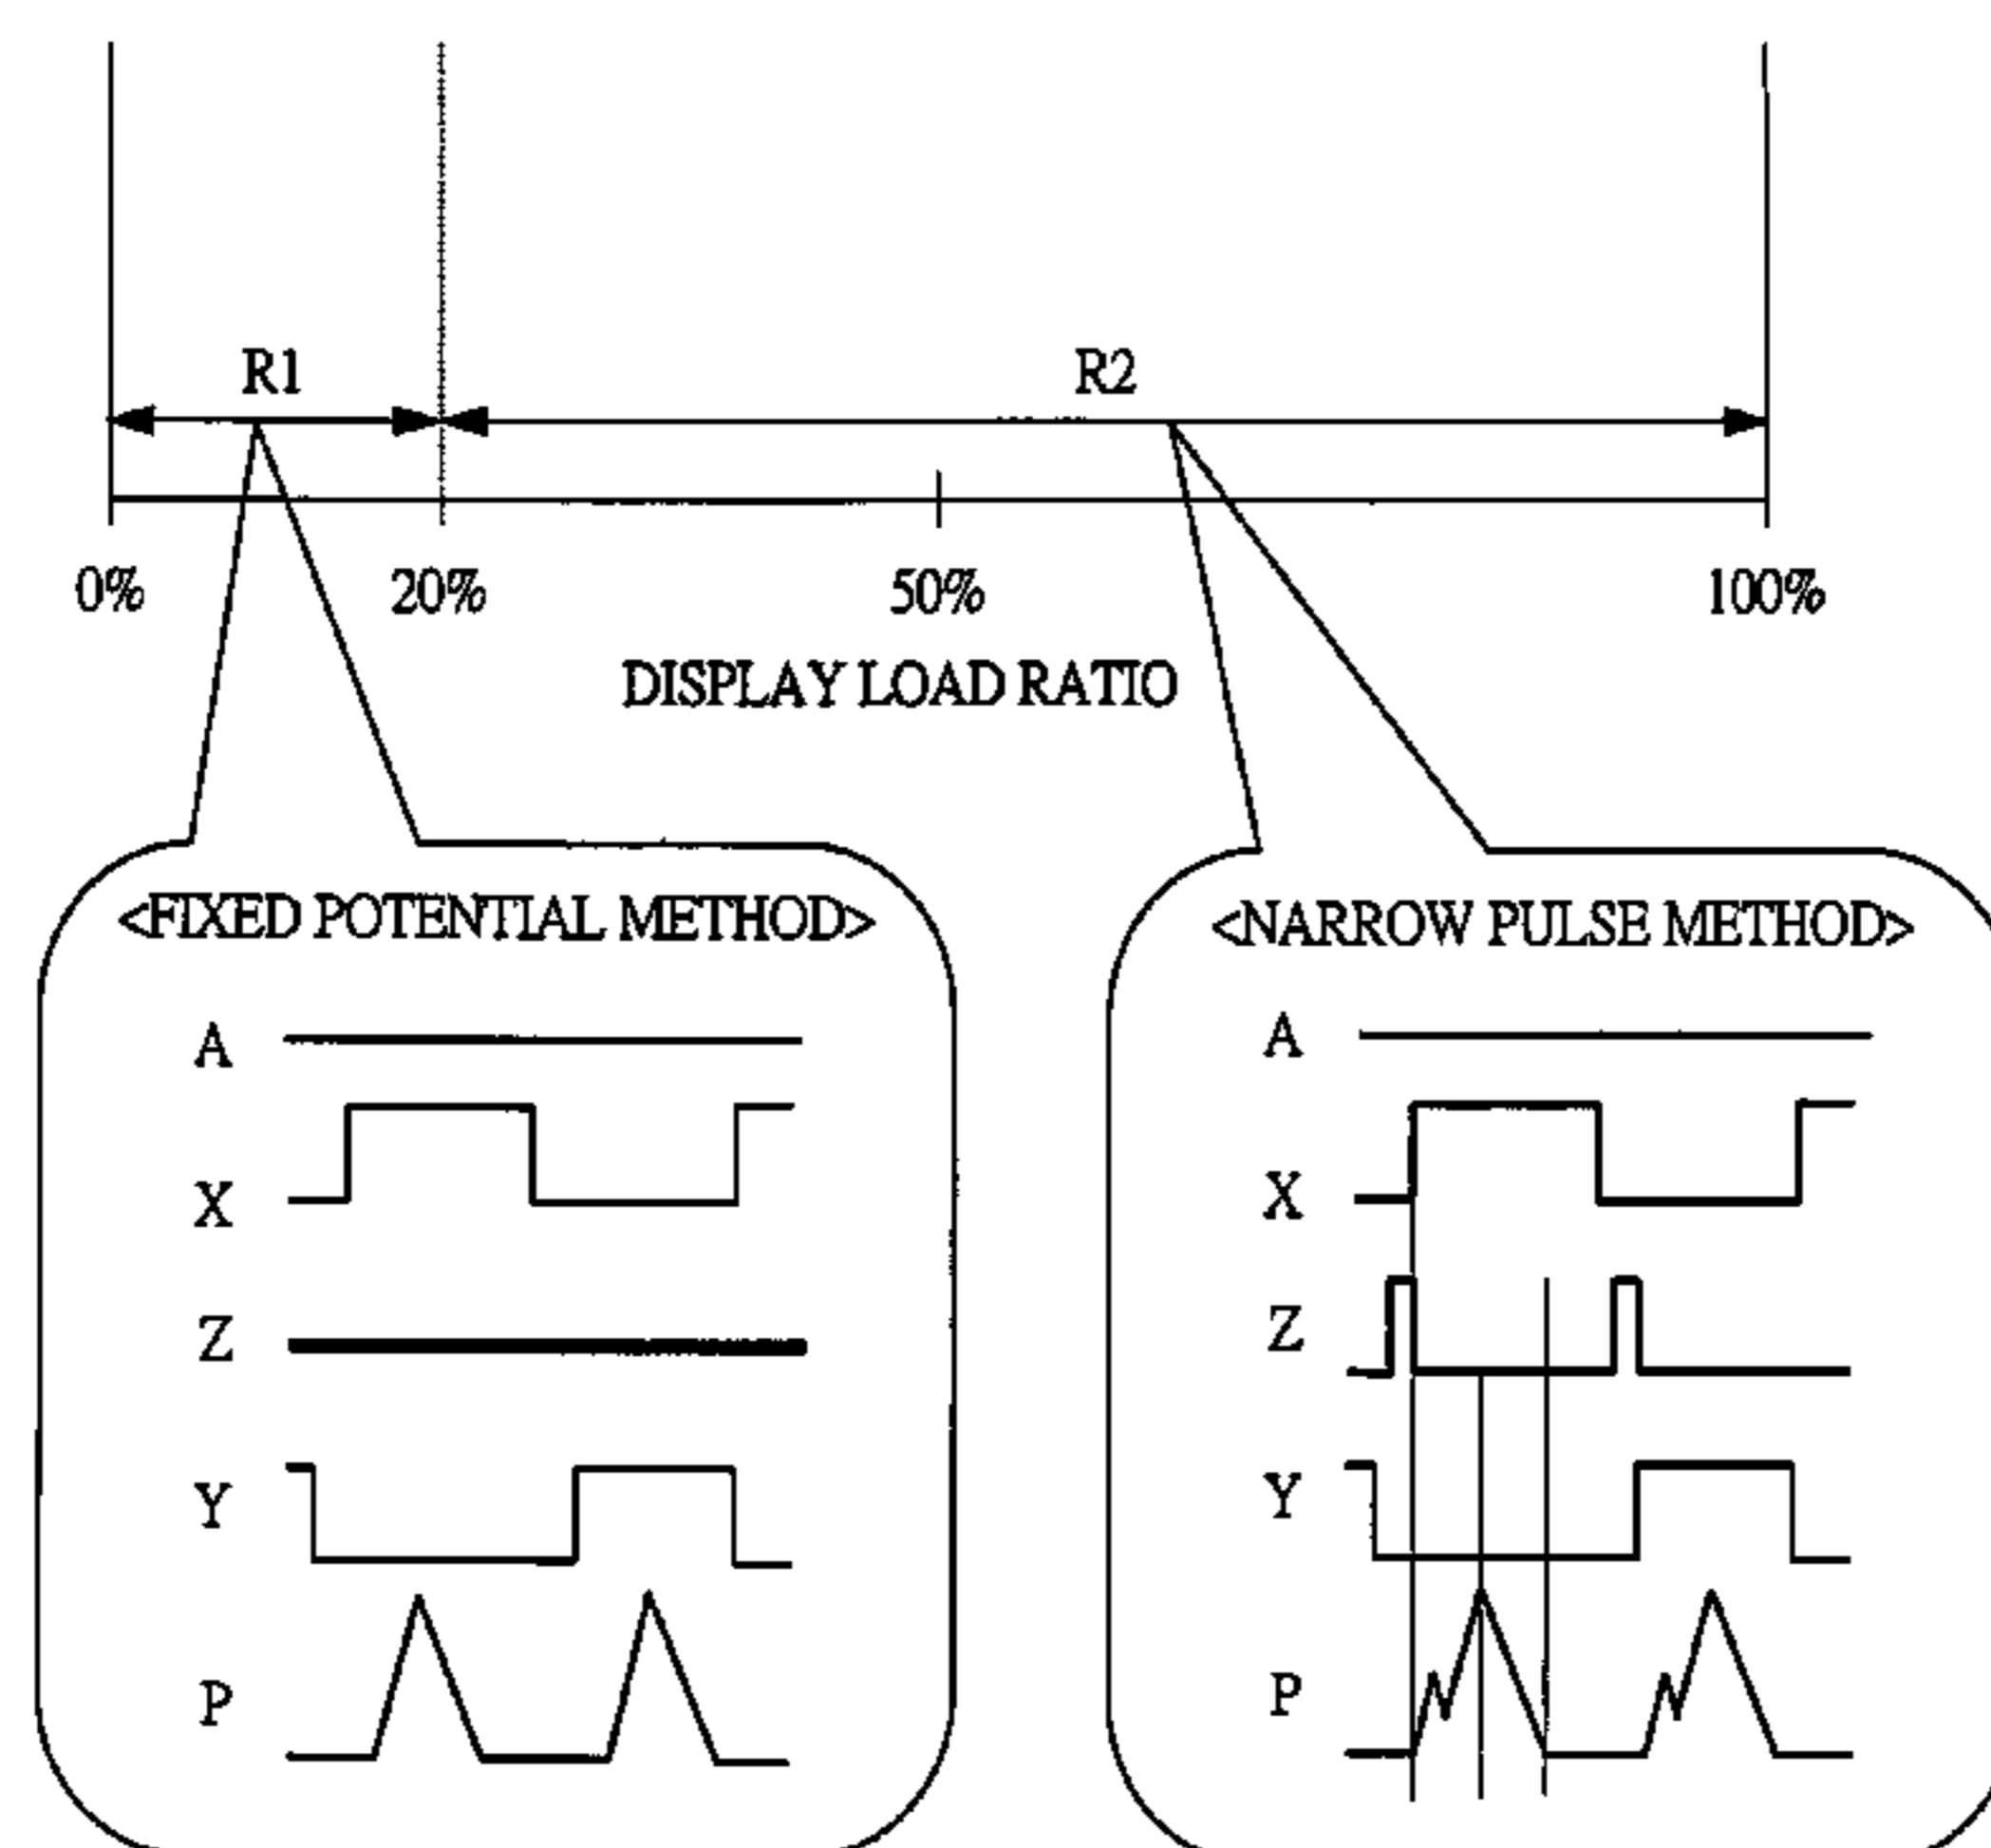 R1 R2
0% 20% 50% 100%
DISPLAY LOAD RATIO
<FIXED POTENTIAL METHOD>
A
X
Z
Y
P
<NARROW PULSE METHOD>
A
X
Z
Y
P